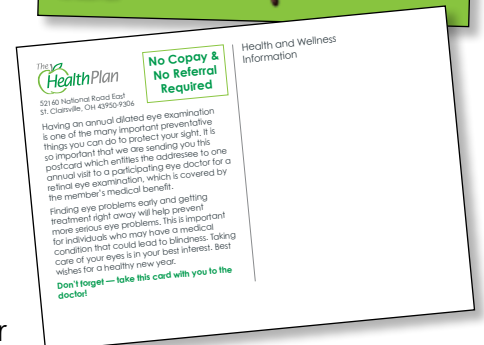 The
HealthPlan
52160 National Road East
St. Clairsville, OH 43950-9306
No Copay &
No Referral
Required
Having an annual dilated eye examination
is one of the many important preventative
things you can do to protect your sight. It is
so important that we are sending you this
postcard which entitles the addressee to one
annual visit to a participating eye doctor for a
retinal eye examination, which is covered by
the member's medical benefit.
Finding eye problems early and getting
treatment right away will help prevent
more serious eye problems. This is important
for individuals who may have a medical
condition that could lead to blindness. Taking
care of your eyes is in your best interest. Best
wishes for a healthy new year.
Don't forget — take this card with you to the
doctor!
Health and Wellness
Information
r